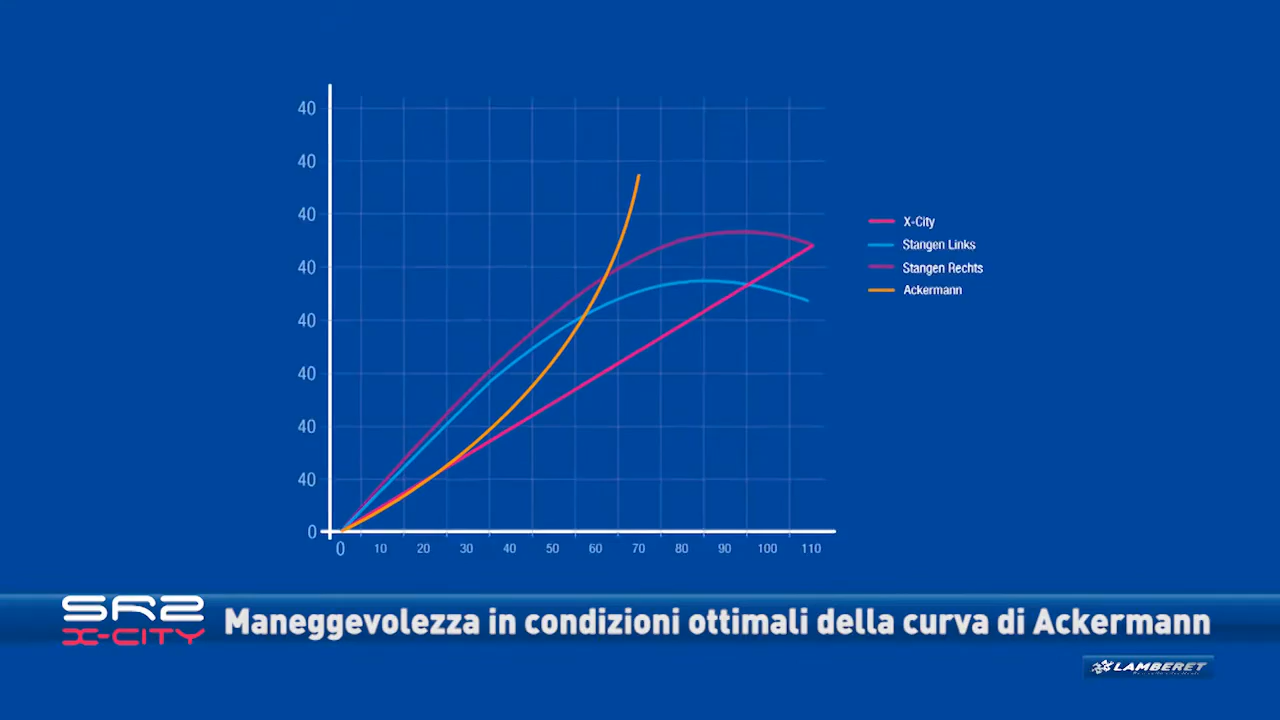 40
40
40
40
40
40
40
40
0
0 10 20 30 40 50 60 70 80 90 100 110
X-City
Stangen Links
Stangen Rechts
Ackermann
SR2
X-CITY
Maneggevolezza in condizioni ottimali della curva di Ackermann
LAMBERET